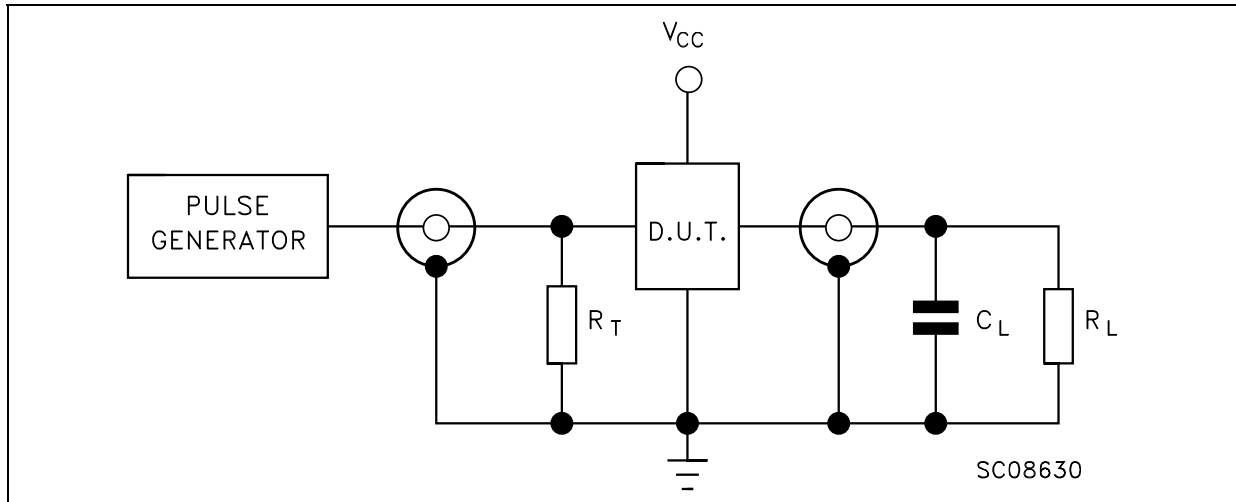 VCC
PULSE
GENERATOR
D.U.T.
RT
CL
RL
SC08630